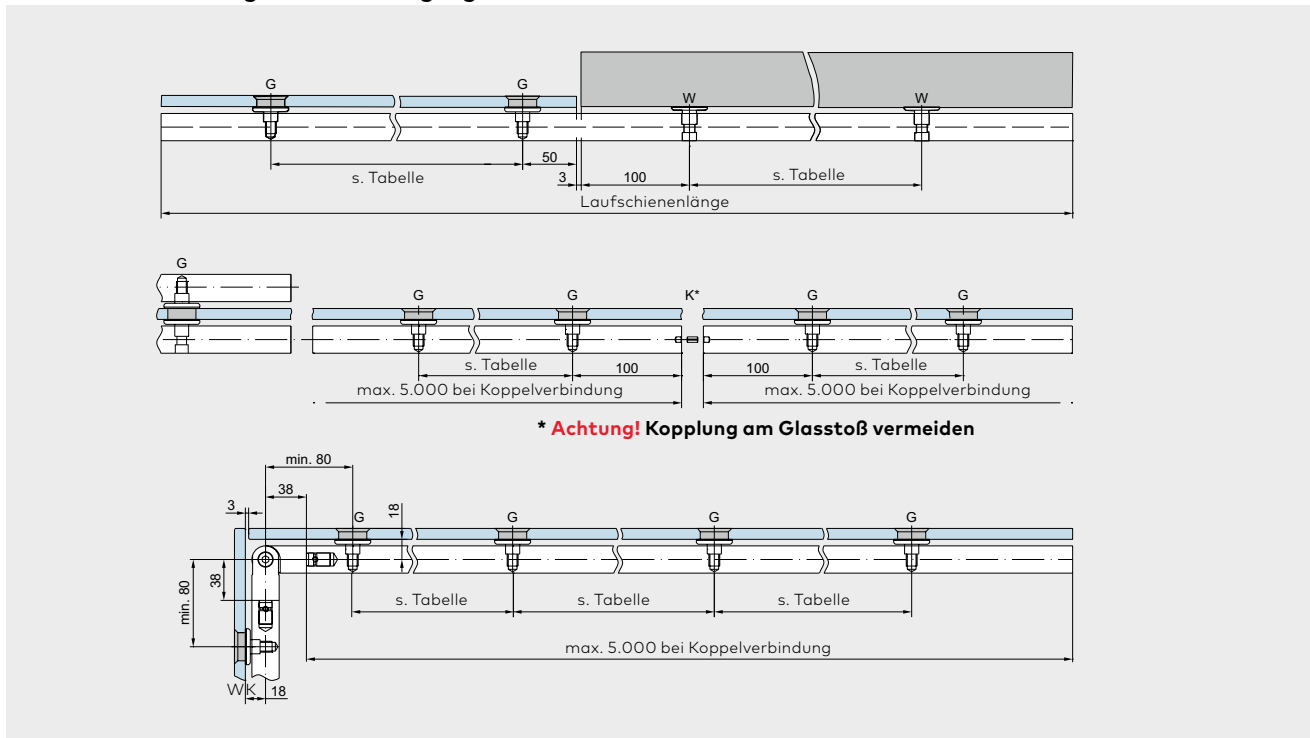 G G W W
50
s. Tabelle 3 100 s. Tabelle
Laufschienenlänge
G
G G K* G G
s. Tabelle 100 100 s. Tabelle
max. 5.000 bei Koppelverbindung max. 5.000 bei Koppelverbindung
* Achtung! Kopplung am Glasstoß vermeiden
min. 80
38
3 18
G G G G
38
min. 80
s. Tabelle s. Tabelle s. Tabelle
max. 5.000 bei Koppelverbindung
WK 18